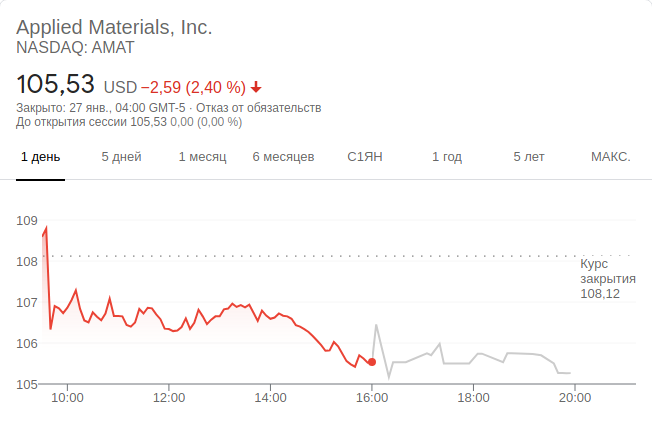 Applied Materials, Inc.
NASDAQ: AMAT
105,53 USD −2,59 (2,40 %)
Закрыто: 27 янв., 04:00 GMT-5 · Отказ от обязательств
До открытия сессии 105,53 0,00 (0,00 %)
1 день 5 дней 1 месяц 6 месяцев С1ЯН 1 год 5 лет МАКС.
109
108
107
106
105
Курс
закрытия
108,12
10:00 12:00 14:00 16:00 18:00 20:00